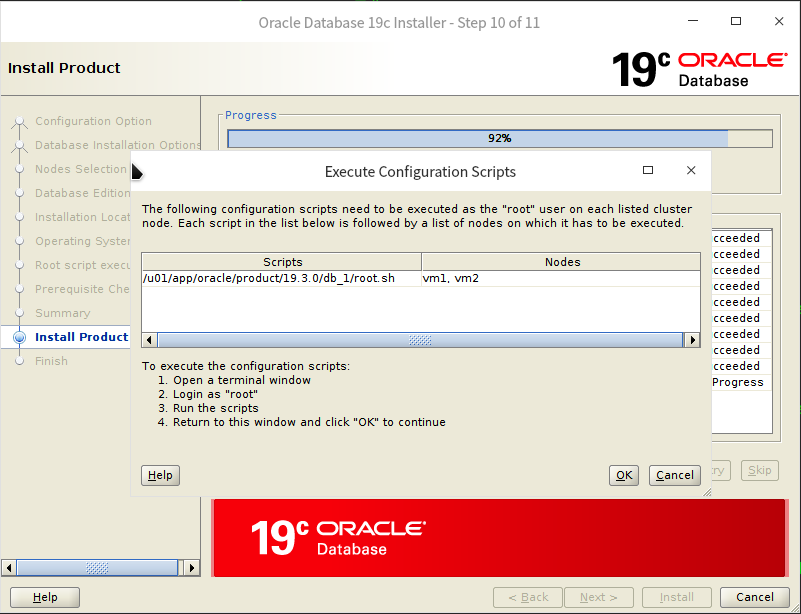 Oracle Database 19c Installer - Step 10 of 11
Install Product
19c ORACLE
Database
Configuration Option
Database Installation Options
Nodes Selection
Database Edition
Installation Locat
Operating System
Root script execu
Prerequisite Che
Summary
Install Product
Finish
Progress
92%
Execute Configuration Scripts
The following configuration scripts need to be executed as the "root" user on each listed cluster
node. Each script in the list below is followed by a list of nodes on which it has to be executed.
Scripts Nodes
/u01/app/oracle/product/19.3.0/db_1/root.sh vm1, vm2
To execute the configuration scripts:
1. Open a terminal window
2. Login as "root"
3. Run the scripts
4. Return to this window and click "OK" to continue
Help OK Cancel
cceeded
cceeded
cceeded
cceeded
cceeded
cceeded
cceeded
cceeded
cceeded
Progress
ry Skip
19c ORACLE
Database
Help < Back Next > Install Cancel